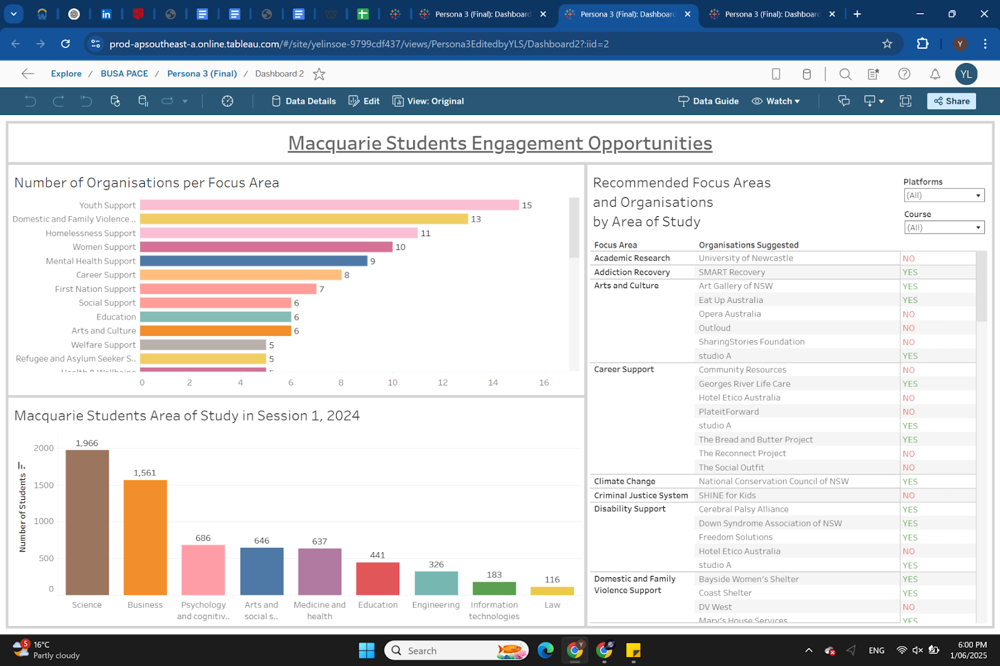 Persona 3 (Final): Dashboard
Persona 3 (Final): Dashboard
Persona 3 (Final): Dashboard
prod-apsoutheast-a.online.tableau.com/#/site/yelinsoe-9799cdf437/views/Persona3EditedbyYLS/Dashboard2?:iid=2
Y
Explore / BUSA PACE / Persona 3 (Final) / Dashboard 2
YL
Data Details
Edit
View: Original
Data Guide
Watch
Share
Macquarie Students Engagement Opportunities
Number of Organisations per Focus Area
Youth Support 15
Domestic and Family Violence .. 13
Homelessness Support 11
Women Support 10
Mental Health Support 9
Career Support 8
First Nation Support 7
Social Support 6
Education 6
Arts and Culture 6
Welfare Support 5
Refugee and Asylum Seeker S.. 5
Health & Wellbeing 5
0 2 4 6 8 10 12 14 16
Macquarie Students Area of Study in Session 1, 2024
Number of Students
2000
1500
1000
500
0
1,966
1,561
686
646
637
441
326
183
116
Science
Business
Psychology
and cognitiv..
Arts and
social s..
Medicine and
health
Education
Engineering
Information
technologies
Law
Recommended Focus Areas
and Organisations
by Area of Study
Platforms
(All)
Course
(All)
Focus Area Organisations Suggested
Academic Research University of Newcastle NO
Addiction Recovery SMART Recovery YES
Arts and Culture Art Gallery of NSW YES
Eat Up Australia YES
Opera Australia NO
Outloud NO
SharingStories Foundation NO
studio A YES
Career Support Community Resources NO
Georges River Life Care YES
Hotel Etico Australia NO
PlateitForward NO
studio A YES
The Bread and Butter Project YES
The Reconnect Project NO
The Social Outfit NO
Climate Change National Conservation Council of NSW YES
Criminal Justice System SHINE for Kids NO
Disability Support Cerebral Palsy Alliance YES
Down Syndrome Association of NSW YES
Freedom Solutions YES
Hotel Etico Australia NO
studio A YES
Domestic and Family
Violence Support
Bayside Women's Shelter YES
Coast Shelter YES
DV West NO
Mary's House Services YES
5
16°C
Partly cloudy
Search
Y
ENG
6:00 PM
1/06/2025